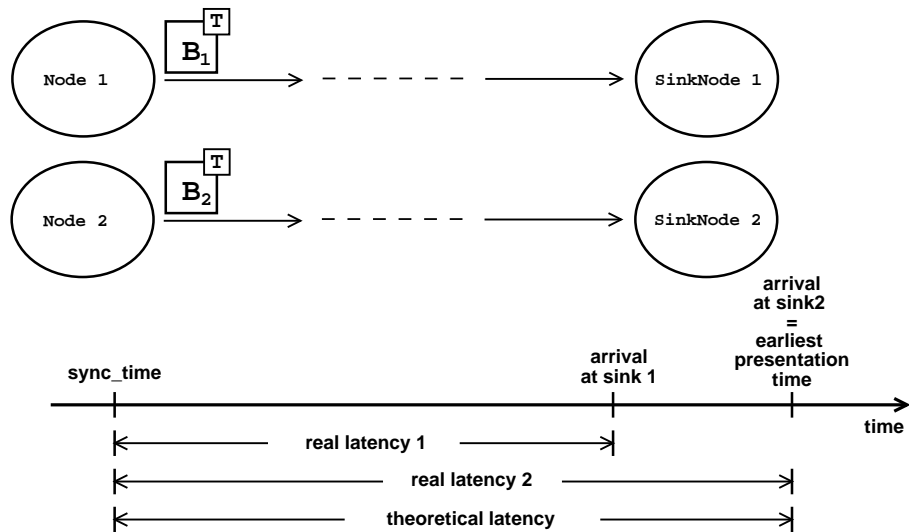 T
B1
Node 1
SinkNode 1
T
B2
Node 2
SinkNode 2
arrival
at sink2
=
earliest
presentation
time
sync_time
arrival
at sink 1
time
real latency 1
real latency 2
theoretical latency